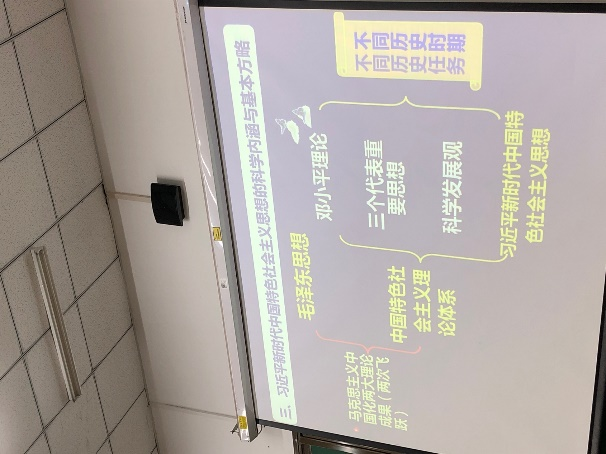 三、习近平新时代中国特色社会主义思想的科学内涵与基本方略
马克思主义中
国化两大理论
成果（两次飞
跃）
毛泽东思想
中国特色社
会主义理
论体系
邓小平理论
三个代表重
要思想
科学发展观
习近平新时代中国特
色社会主义思想
不同历史时期
不同历史任务